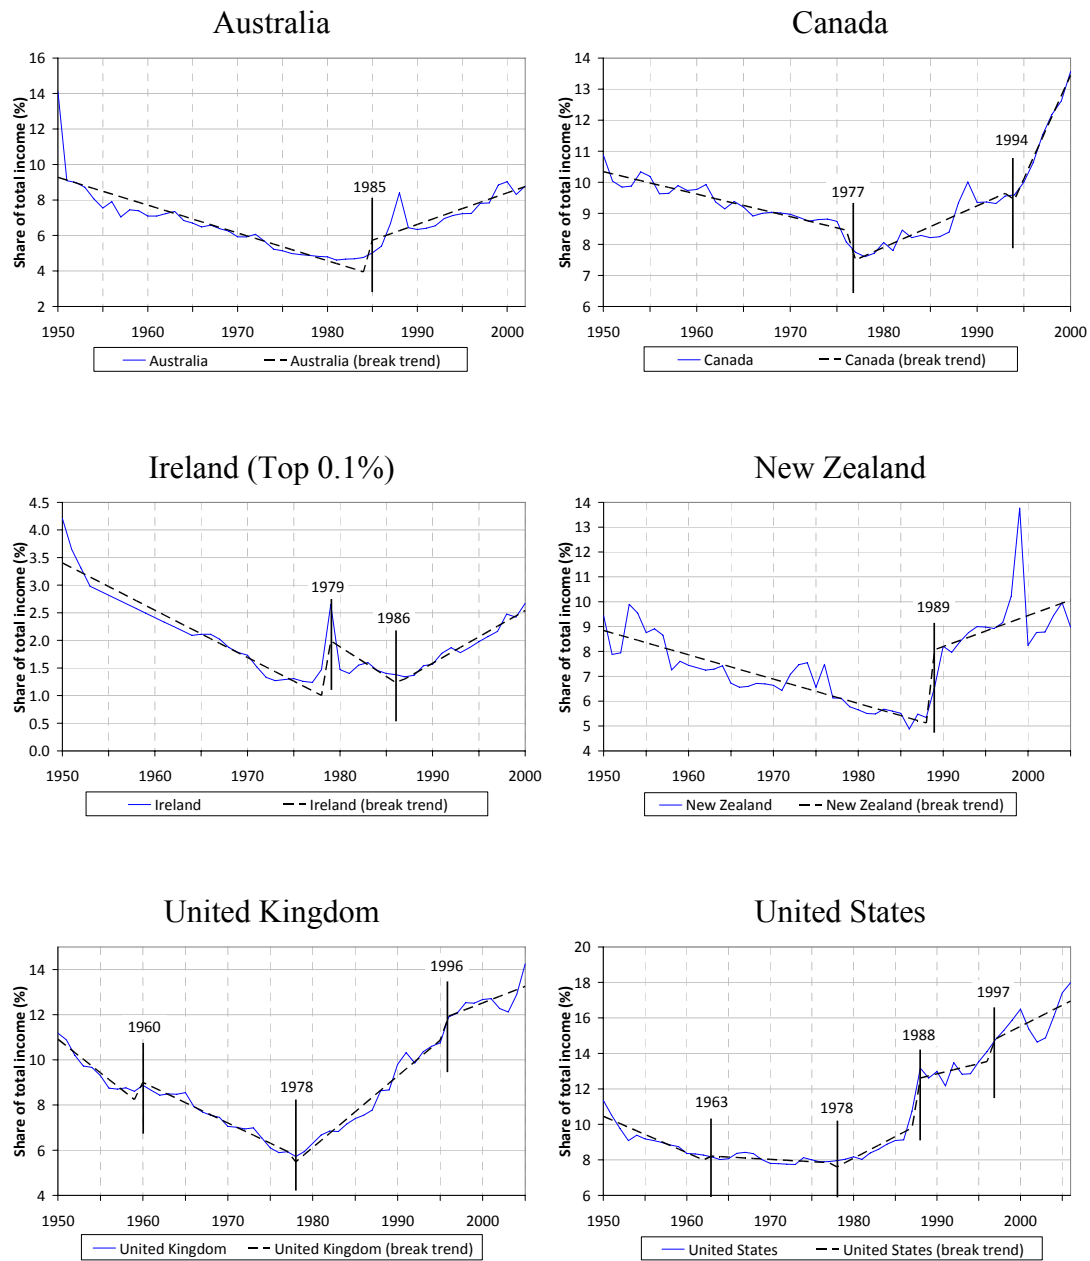 Australia
Share of total income (%)
16
14
12
10
8
6
4
2
1985
1950 1960 1970 1980 1990 2000
Australia Australia (break trend)
Canada
Share of total income (%)
14
13
12
11
10
9
8
7
6
1977
1994
1950 1960 1970 1980 1990 2000
Canada Canada (break trend)
Ireland (Top 0.1%)
Share of total income (%)
4.5
4.0
3.5
3.0
2.5
2.0
1.5
1.0
0.5
0.0
1979
1986
1950 1960 1970 1980 1990 2000
Ireland Ireland (break trend)
New Zealand
Share of total income (%)
14
13
12
11
10
9
8
7
6
5
4
1989
1950 1960 1970 1980 1990 2000
New Zealand New Zealand (break trend)
United Kingdom
Share of total income (%)
14
12
10
8
6
4
1960
1978
1996
1950 1960 1970 1980 1990 2000
United Kingdom United Kingdom (break trend)
United States
Share of total income (%)
20
18
16
14
12
10
8
6
1963
1978
1988
1997
1950 1960 1970 1980 1990 2000
United States United States (break trend)